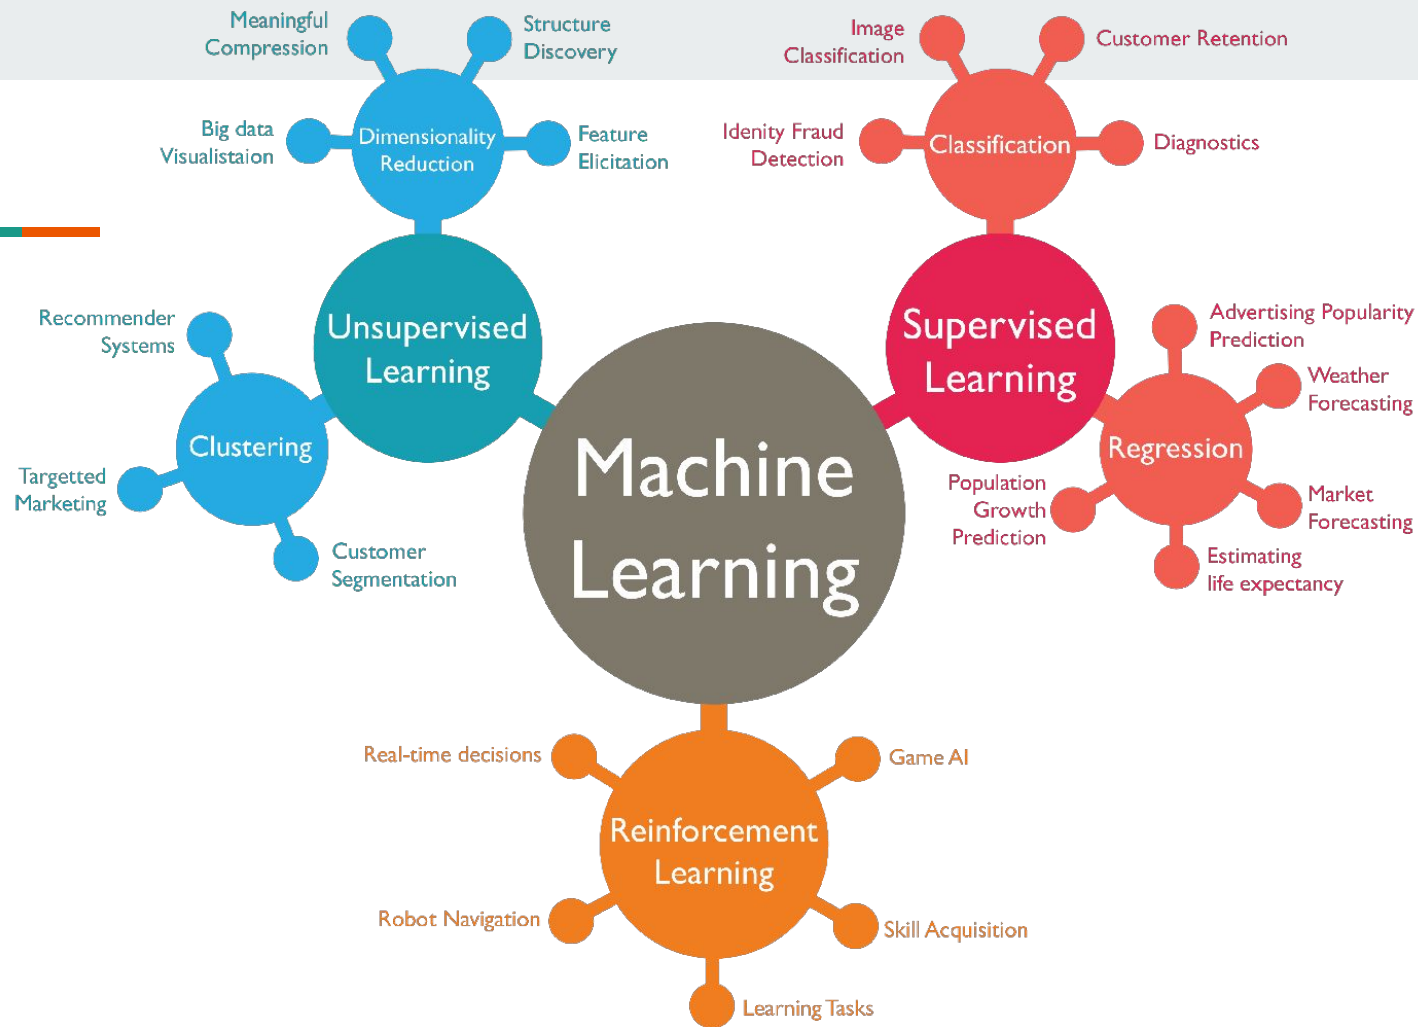 Meaningful
Compression
Structure
Discovery
Big data
Visualistaion
Dimensionality
Reduction
Feature
Elicitation
Image
Classification
Customer Retention
Idenity Fraud
Detection
Classification
Diagnostics
Unsupervised
Learning
Recommender
Systems
Clustering
Targetted
Marketing
Customer
Segmentation
Supervised
Learning
Advertising Popularity
Prediction
Weather
Forecasting
Regression
Population
Growth
Prediction
Market
Forecasting
Estimating
life expectancy
Machine
Learning
Real-time decisions
Game AI
Reinforcement
Learning
Robot Navigation
Skill Acquisition
Learning Tasks